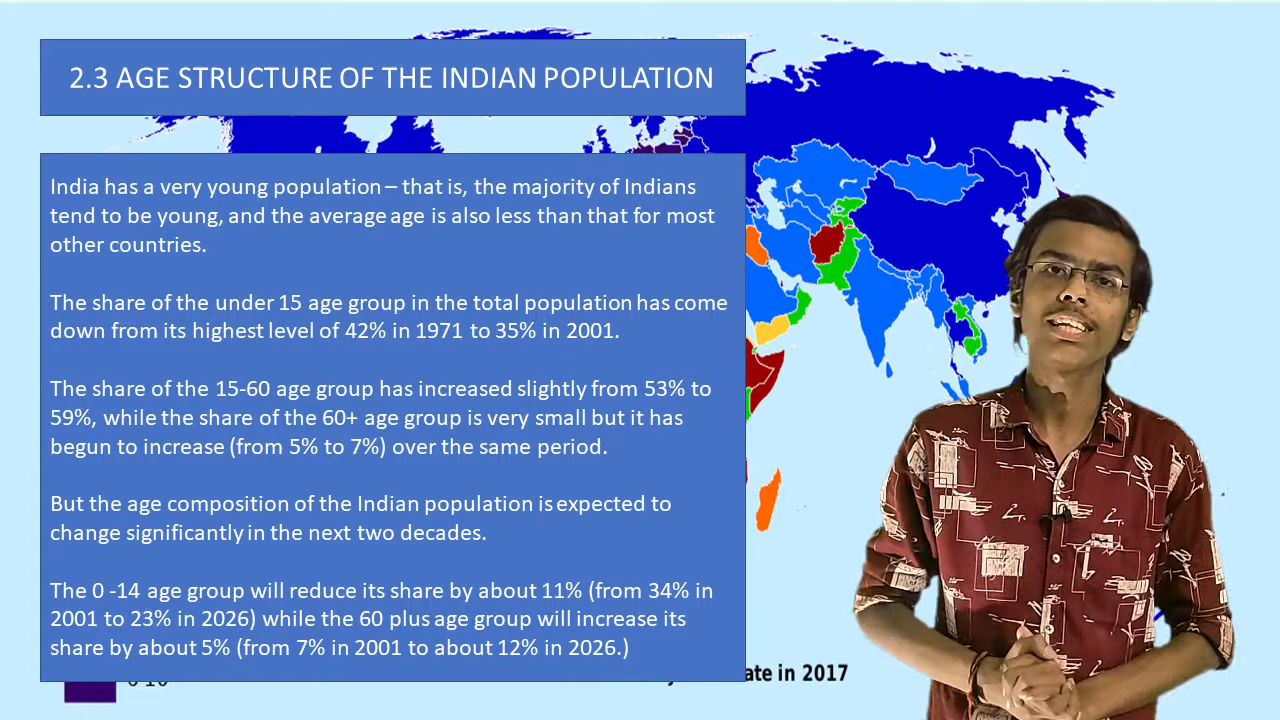 2.3 AGE STRUCTURE OF THE INDIAN POPULATION
India has a very young population – that is, the majority of Indians
tend to be young, and the average age is also less than that for most
other countries.
The share of the under 15 age group in the total population has come
down from its highest level of 42% in 1971 to 35% in 2001.
The share of the 15-60 age group has increased slightly from 53% to
59%, while the share of the 60+ age group is very small but it has
begun to increase (from 5% to 7%) over the same period.
But the age composition of the Indian population is expected to
change significantly in the next two decades.
The 0 -14 age group will reduce its share by about 11% (from 34% in
2001 to 23% in 2026) while the 60 plus age group will increase its
share by about 5% (from 7% in 2001 to about 12% in 2026.)
in 2017